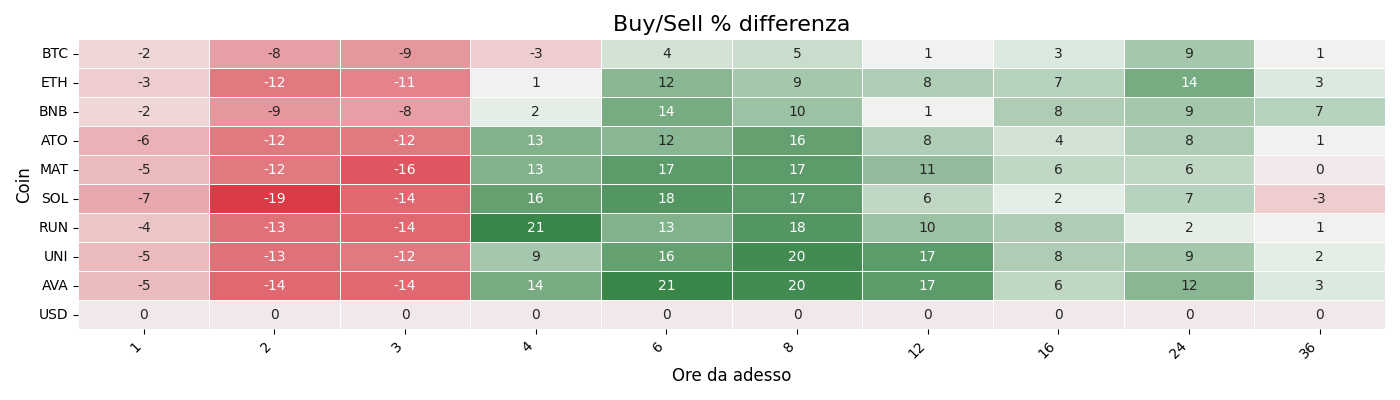 Buy/Sell % differenza
Coin
BTC -2 -8 -9 -3 4 5 1 3 9 1
ETH -3 -12 -11 1 12 9 8 7 14 3
BNB -2 -9 -8 2 14 10 1 8 9 7
ATO -6 -12 -12 13 12 16 8 4 8 1
MAT -5 -12 -16 13 17 17 11 6 6 0
SOL -7 -19 -14 16 18 17 6 2 7 -3
RUN -4 -13 -14 21 13 18 10 8 2 1
UNI -5 -13 -12 9 16 20 17 8 9 2
AVA -5 -14 -14 14 21 20 17 6 12 3
USD 0 0 0 0 0 0 0 0 0 0
1 2 3 4 6 8 12 16 24 36
Ore da adesso